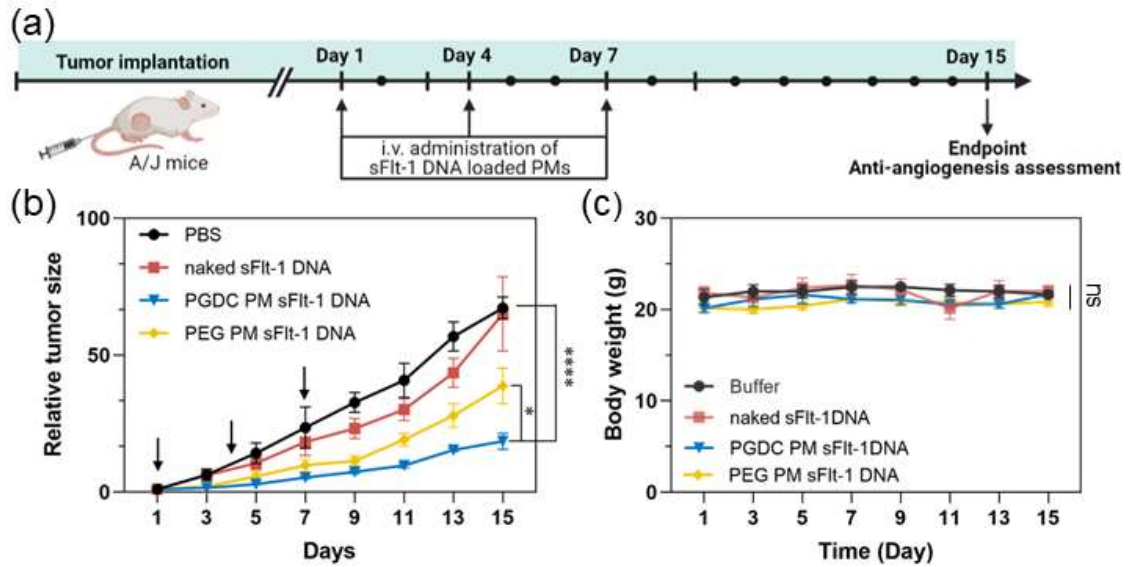 (a)
Tumor implantation
Day 1
Day 4
Day 7
Day 15
A/J mice
i.v. administration of
sFlt-1 DNA loaded PMs
Endpoint
Anti-angiogenesis assessment
(b)
100
50
0
Relative tumor size
PBS
naked sFlt-1 DNA
PGDC PM sFlt-1 DNA
PEG PM sFlt-1 DNA
*
****
1 3 5 7 9 11 13 15
Days
(c)
30
20
10
0
Body weight (g)
ns
Buffer
naked sFlt-1DNA
PGDC PM sFlt-1DNA
PEG PM sFlt-1 DNA
1 3 5 7 9 11 13 15
Time (Day)